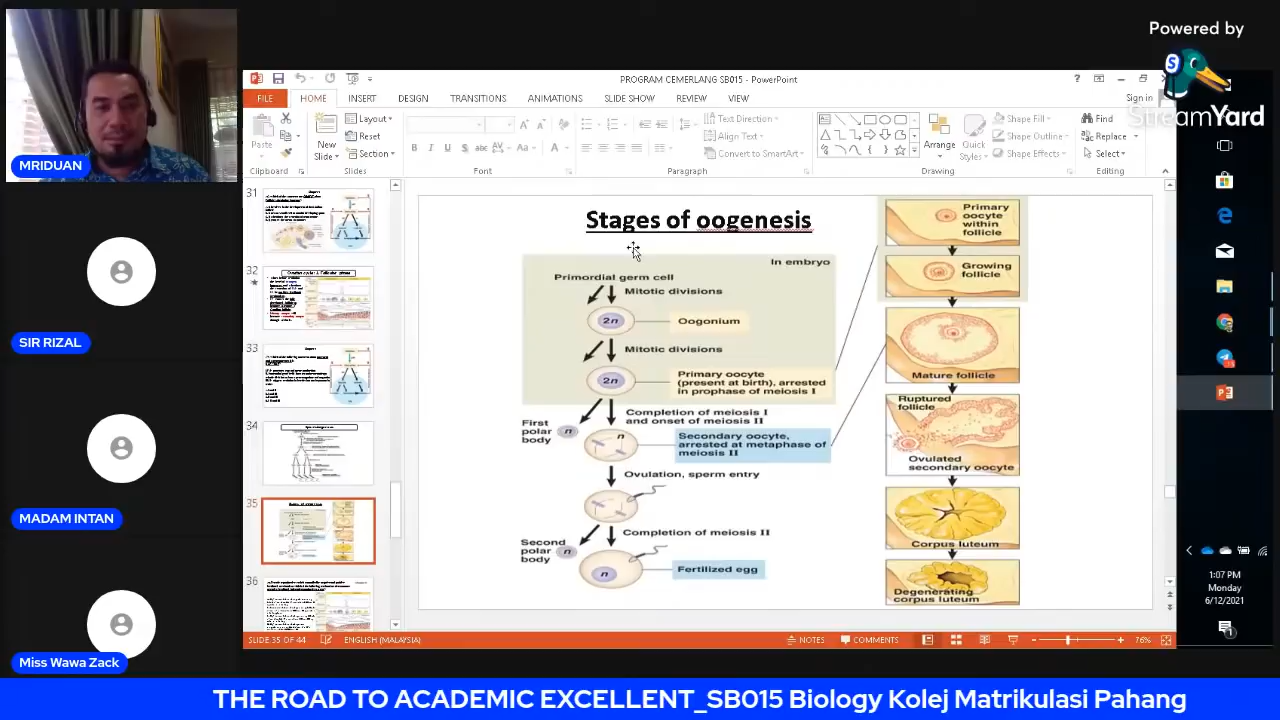 Powered by
StreamYard
MRIDUAN
SIR RIZAL
MADAM INTAN
Miss Wawa Zack
PROGRAM CEMERLANG SB015 - PowerPoint
Sign in
FILE HOME INSERT DESIGN TRANSITIONS ANIMATIONS SLIDE SHOW REVIEW VIEW
Paste
New
Slide
Layout
Reset
Section
Text Direction
Align Text
Convert to SmartArt
Arrange
Quick
Styles
Shape Fill
Shape Outline
Shape Effects
Find
Replace
Select
Clipboard Slides Font Paragraph Drawing Editing
31
32
33
34
35
36
Stages of oogenesis
In embryo
Primordial germ cell
Mitotic divisions
2n
Oogonium
Mitotic divisions
2n
Primary oocyte
(present at birth), arrested
in prophase of meiosis I
Completion of meiosis I
and onset of meiosis II
First
polar
body
n
n
Secondary oocyte,
arrested at metaphase of
meiosis II
Ovulation, sperm entry
Completion of meiosis II
Second
polar
body
n
n
Fertilized egg
Primary
oocyte
within
follicle
Growing
follicle
Mature follicle
Ruptured
follicle
Ovulated
secondary oocyte
Corpus luteum
Degenerating
corpus luteum
SLIDE 35 OF 44 ENGLISH (MALAYSIA) NOTES COMMENTS 76%
1:07 PM
Monday
6/12/2021
1
THE ROAD TO ACADEMIC EXCELLENT_SB015 Biology Kolej Matrikulasi Pahang